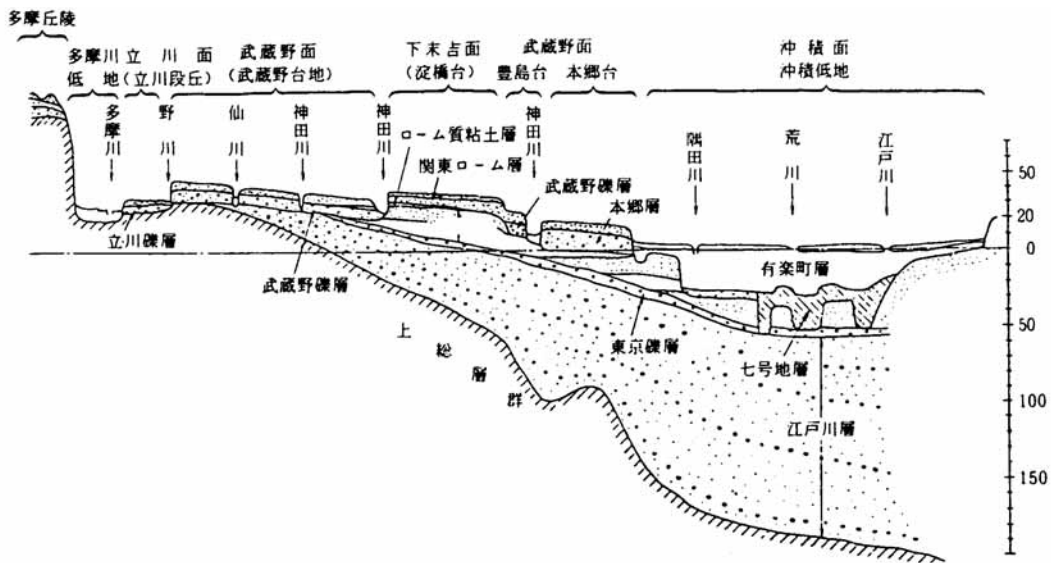 多摩丘陵
多摩川 立川面 武蔵野面 下末吉面 武蔵野面 沖積面
低地 (立川段丘) (武蔵野台地) (淀橋台) 豊島台 本郷台 沖積低地
多摩川
野川
仙川
神田川
神田川
神田川
隅田川
荒川
江戸川
ローム質粘土層
関東ローム層
武蔵野礫層
本郷層
立川礫層
武蔵野礫層
有楽町層
東京礫層
七号地層
上総層群
江戸川層
50
20
0
50
100
150